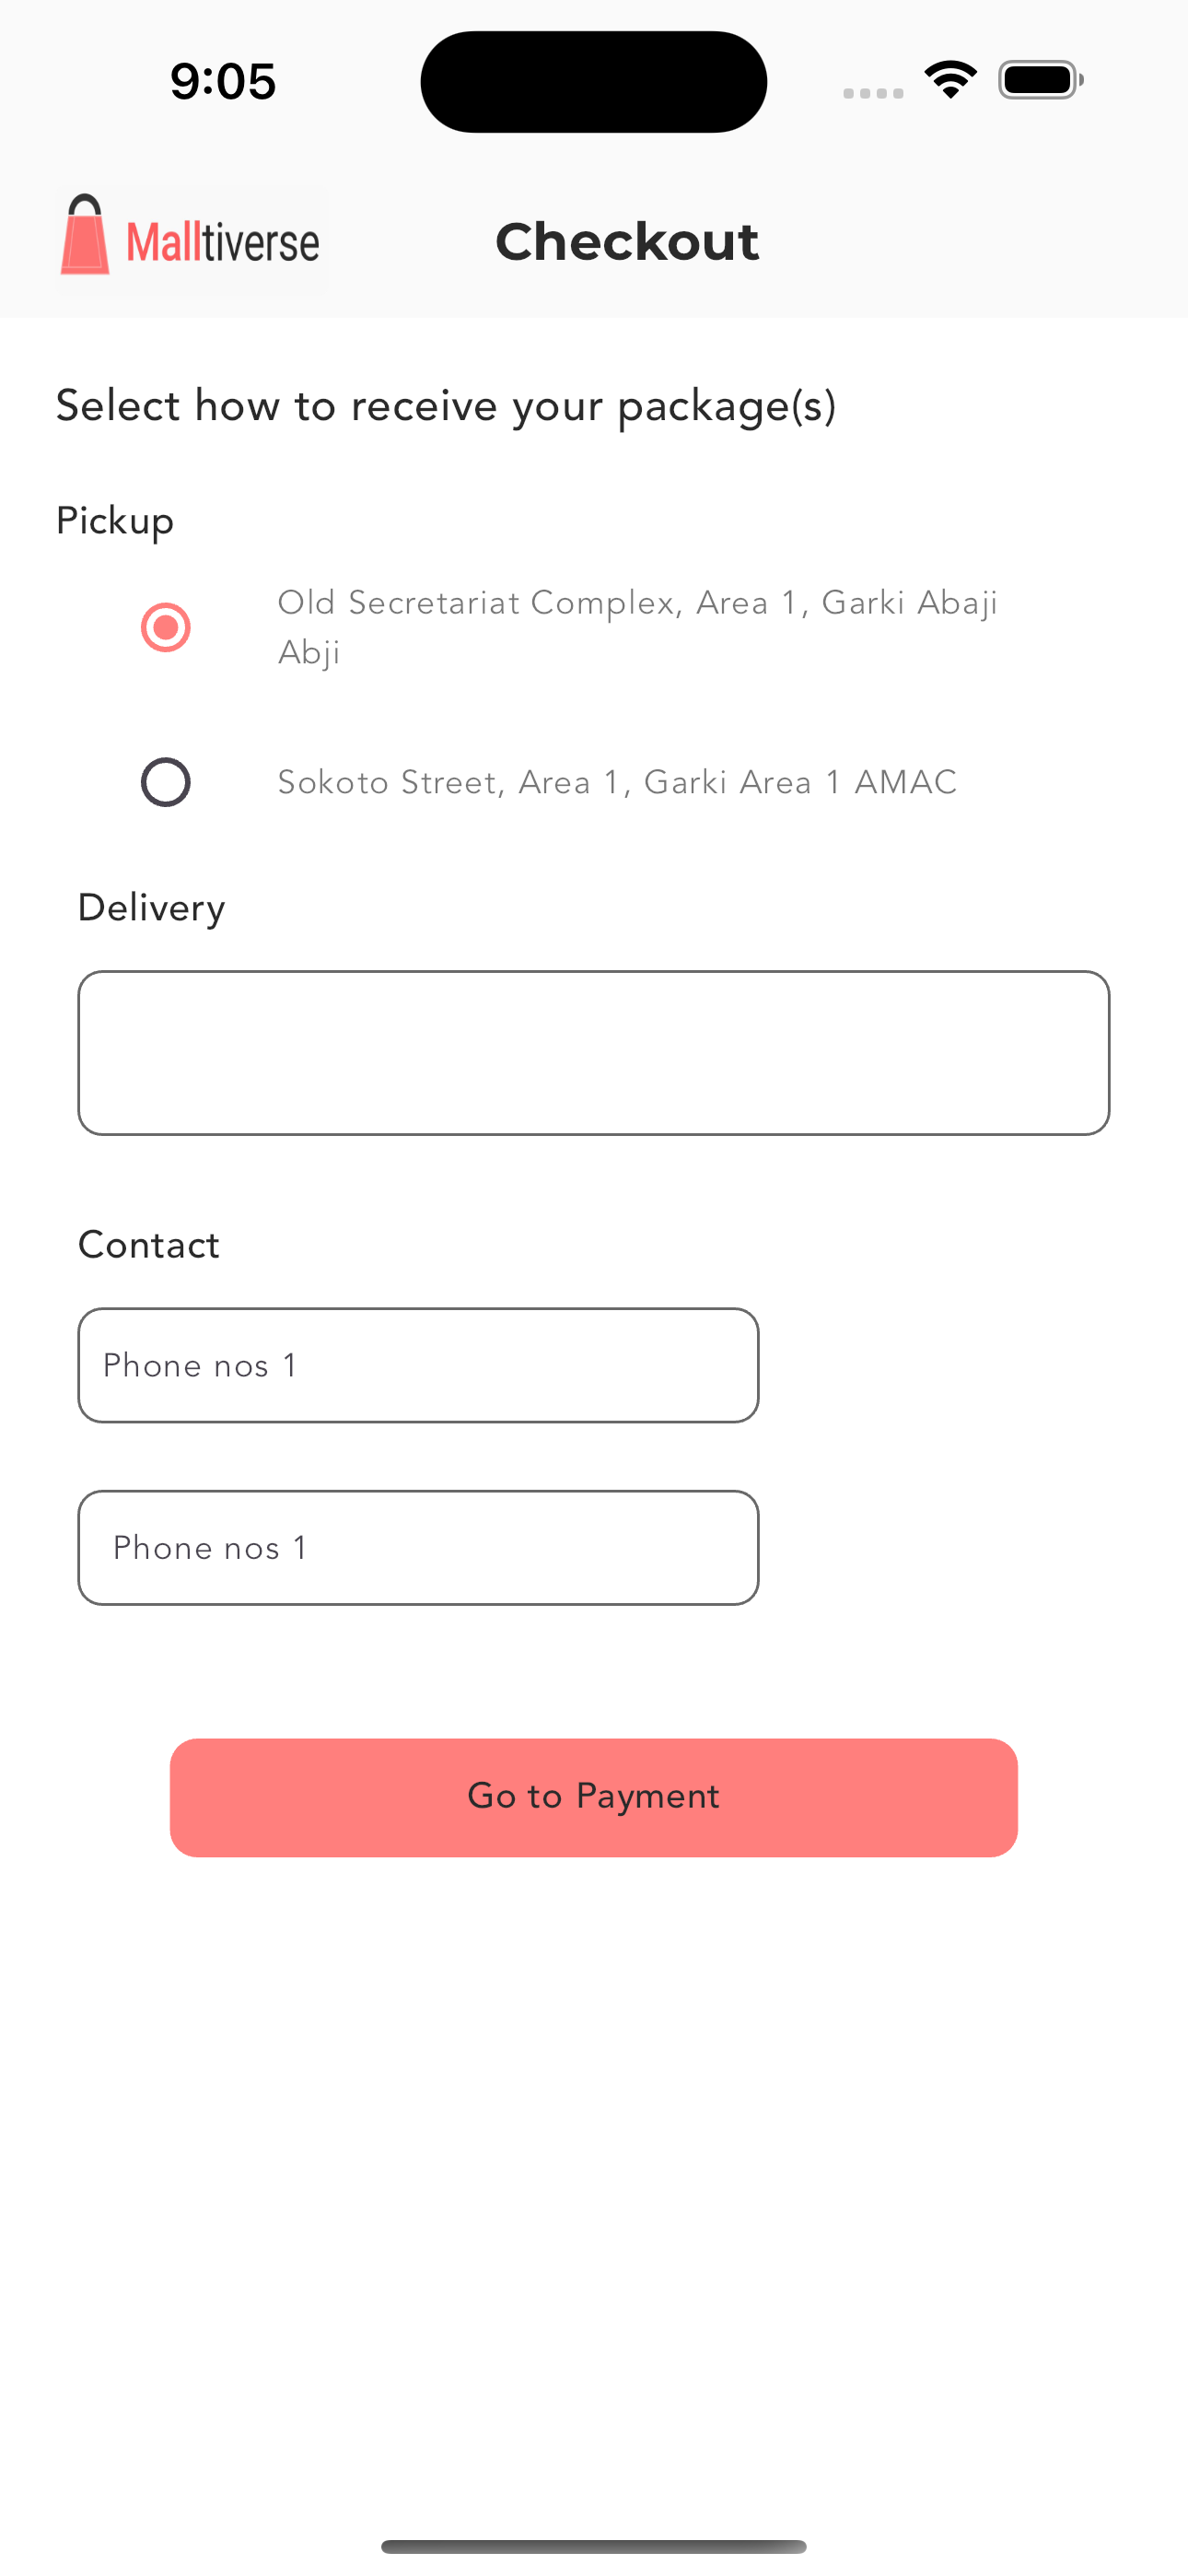 9:05
Malltiverse
Checkout
Select how to receive your package(s)
Pickup
Old Secretariat Complex, Area 1, Garki Abaji
Abji
Sokoto Street, Area 1, Garki Area 1 AMAC
Delivery
Contact
Phone nos 1
Phone nos 1
Go to Payment